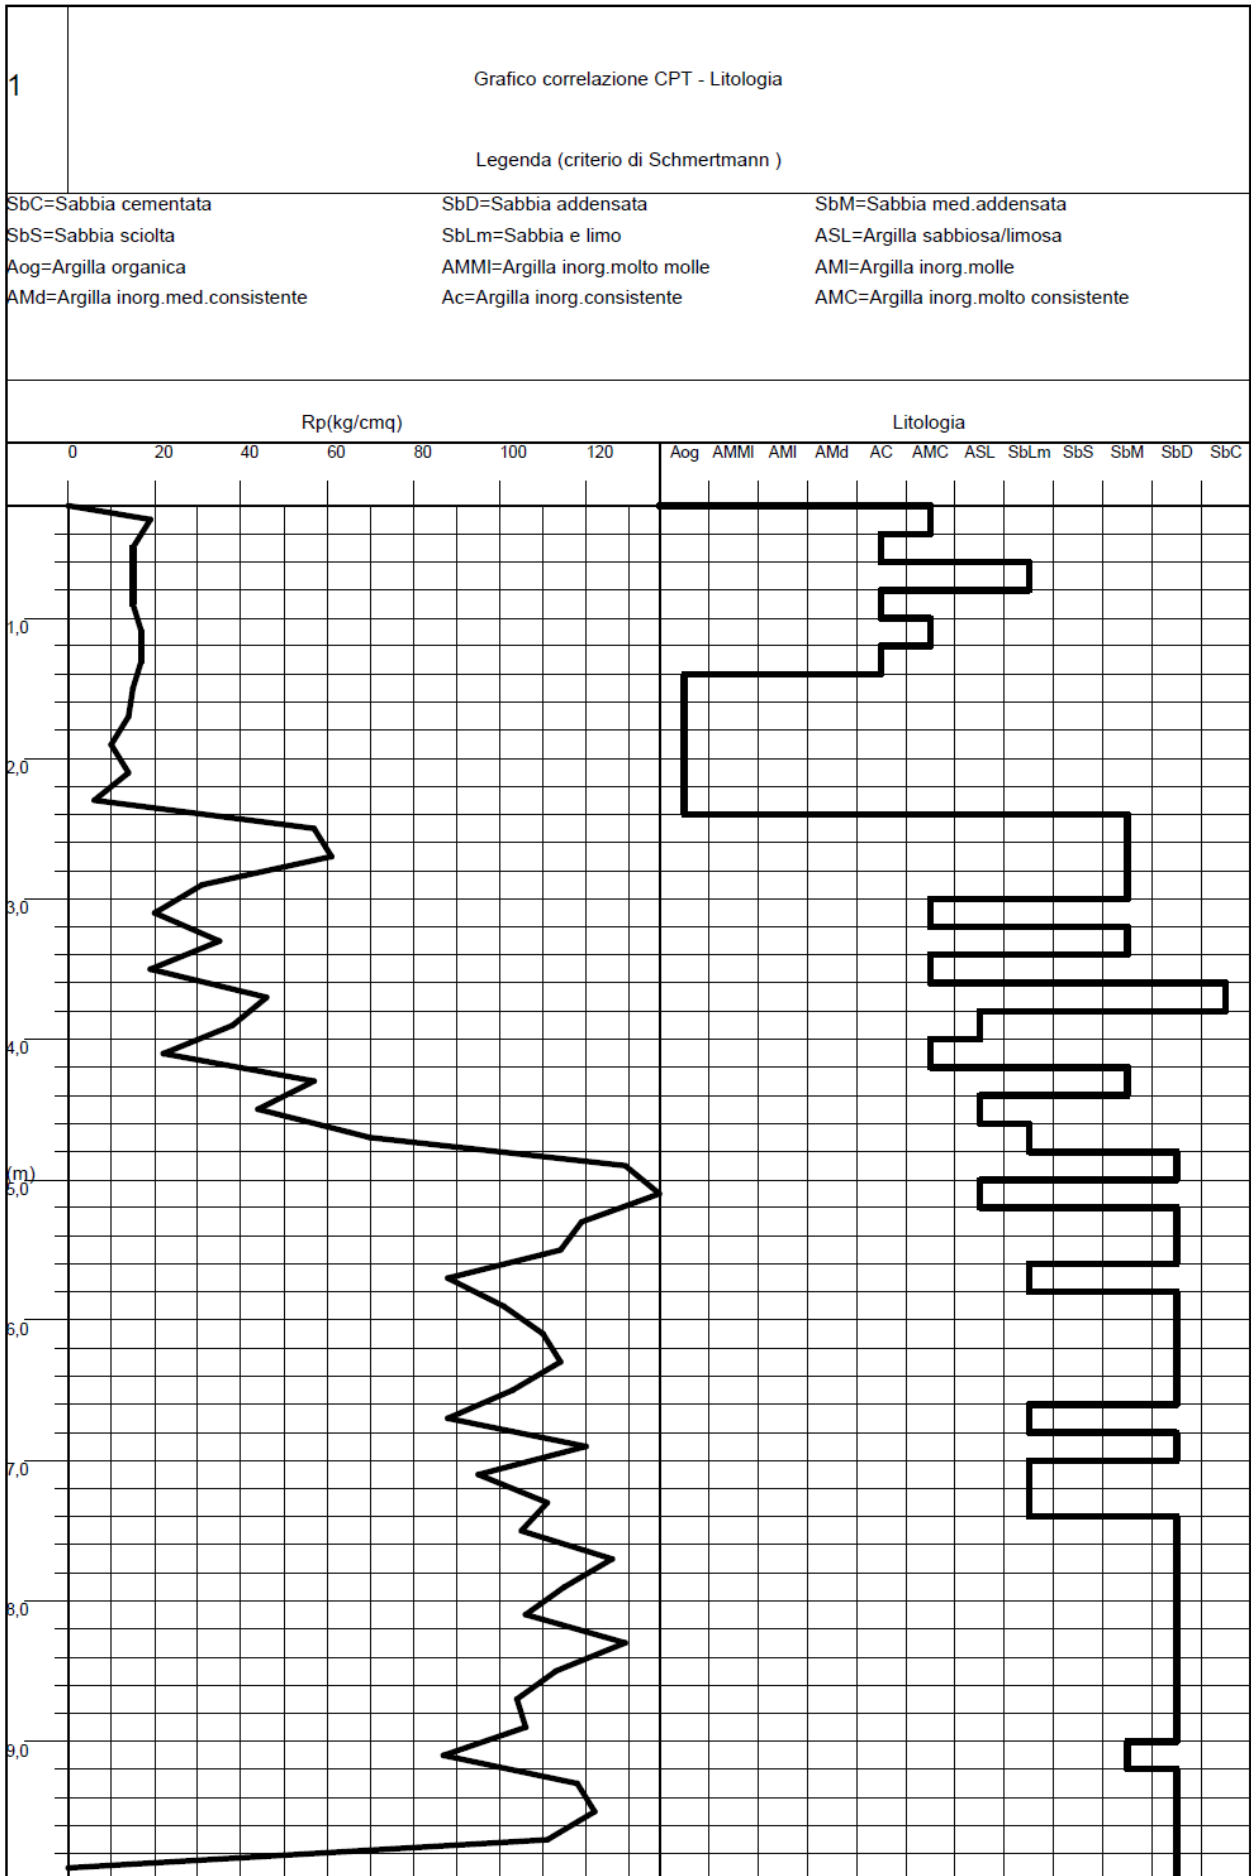 1
Grafico correlazione CPT - Litologia
Legenda (criterio di Schmertmann )
SbC=Sabbia cementata SbD=Sabbia addensata SbM=Sabbia med.addensata
SbS=Sabbia sciolta SbLm=Sabbia e limo ASL=Argilla sabbiosa/limosa
Aog=Argilla organica AMMl=Argilla inorg.molto molle AMl=Argilla inorg.molle
AMd=Argilla inorg.med.consistente Ac=Argilla inorg.consistente AMC=Argilla inorg.molto consistente
Rp(kg/cmq) Litologia
0 20 40 60 80 100 120 Aog AMMl AMl AMd AC AMC ASL SbLm SbS SbM SbD SbC
1,0
2,0
3,0
4,0
(m)
5,0
6,0
7,0
8,0
9,0